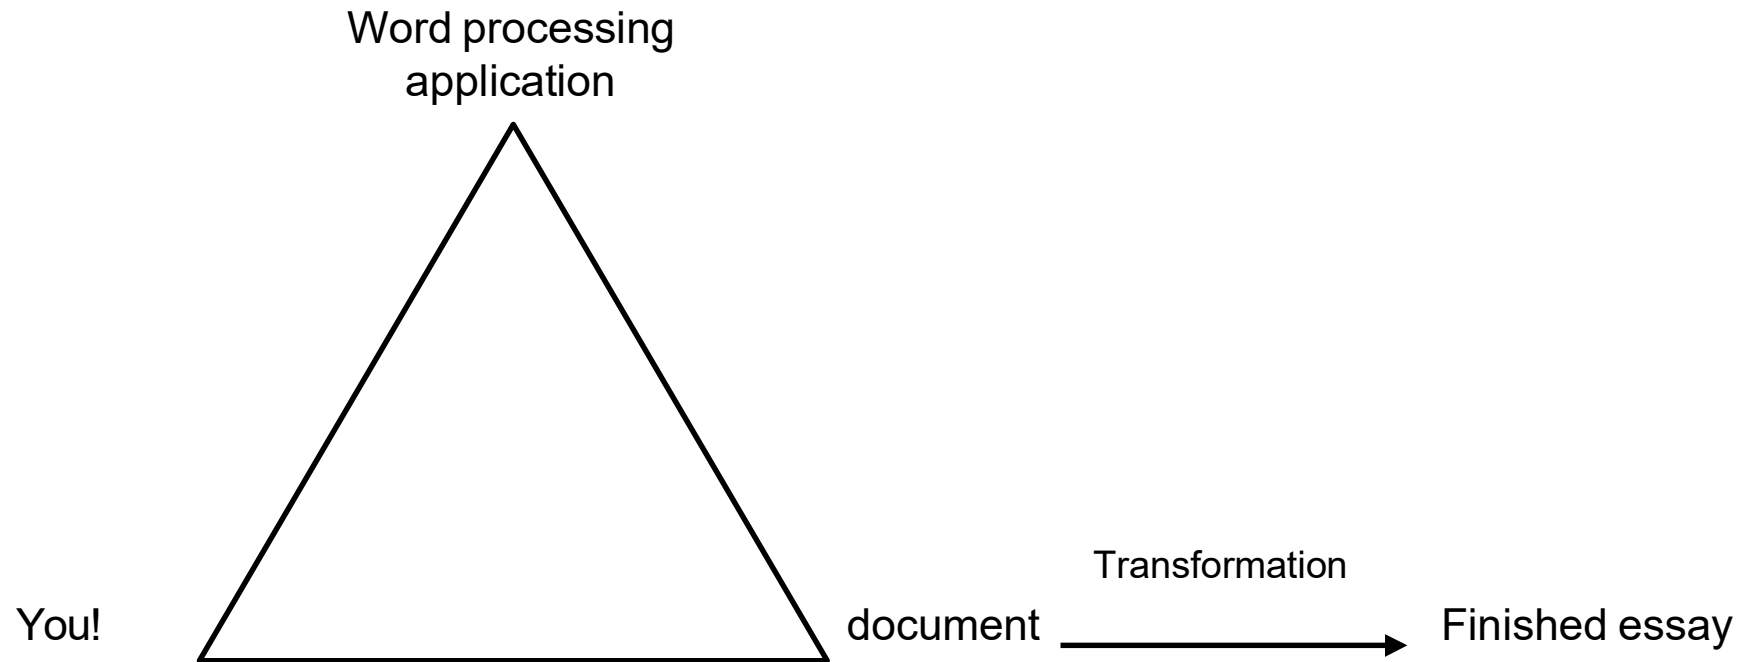 Word processing
application
Transformation
You!
document
Finished essay